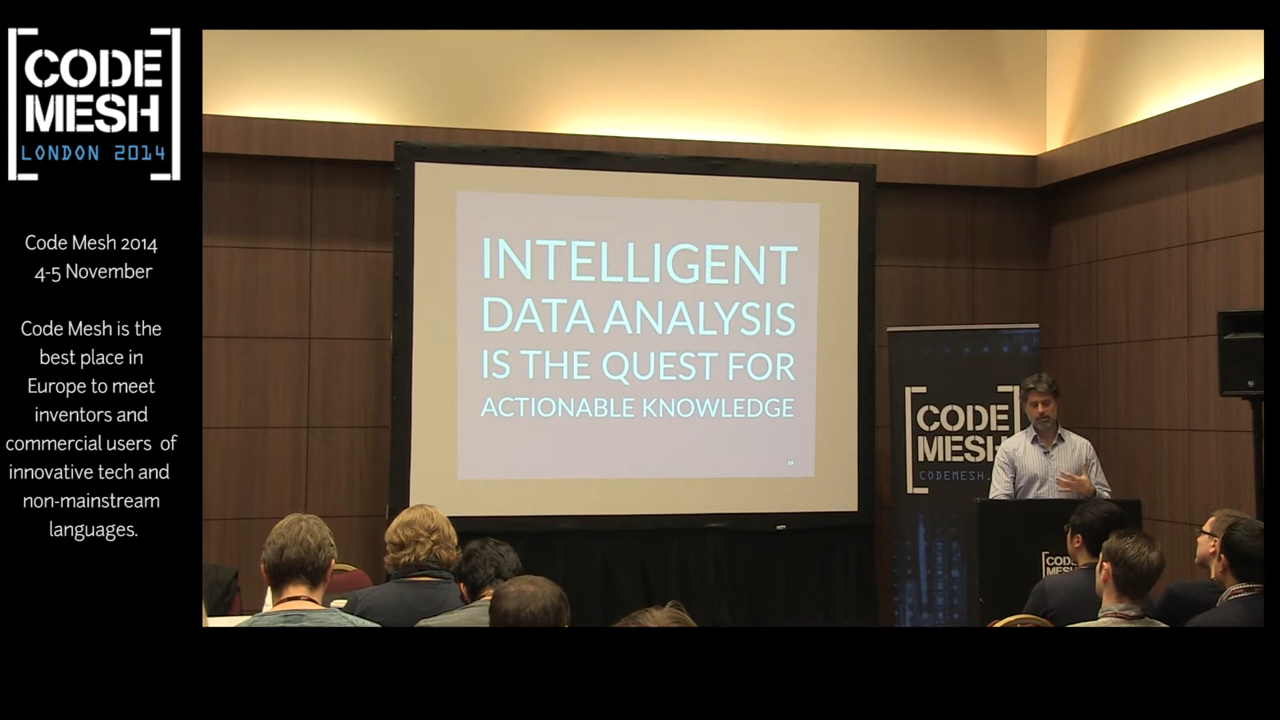 CODE
MESH
LONDON 2014
Code Mesh 2014
4-5 November
Code Mesh is the
best place in
Europe to meet
inventors and
commercial users of
innovative tech and
non-mainstream
languages.
INTELLIGENT
DATA ANALYSIS
IS THE QUEST FOR
ACTIONABLE KNOWLEDGE
CODE
MESH
CODEMESH.
CODE
MESH